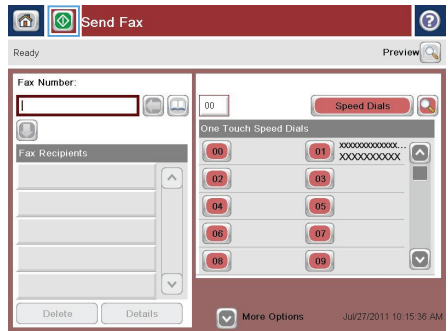 Send Fax
?
Ready
Preview
Fax Number:
00
Speed Dials
One Touch Speed Dials
Fax Recipients
00
01 XXXXXXXXXXXXX...
XXXXXXXXXX
02
03
04
05
06
07
08
09
Delete
Details
More Options
Jul/27/2011 10:15:36 AM